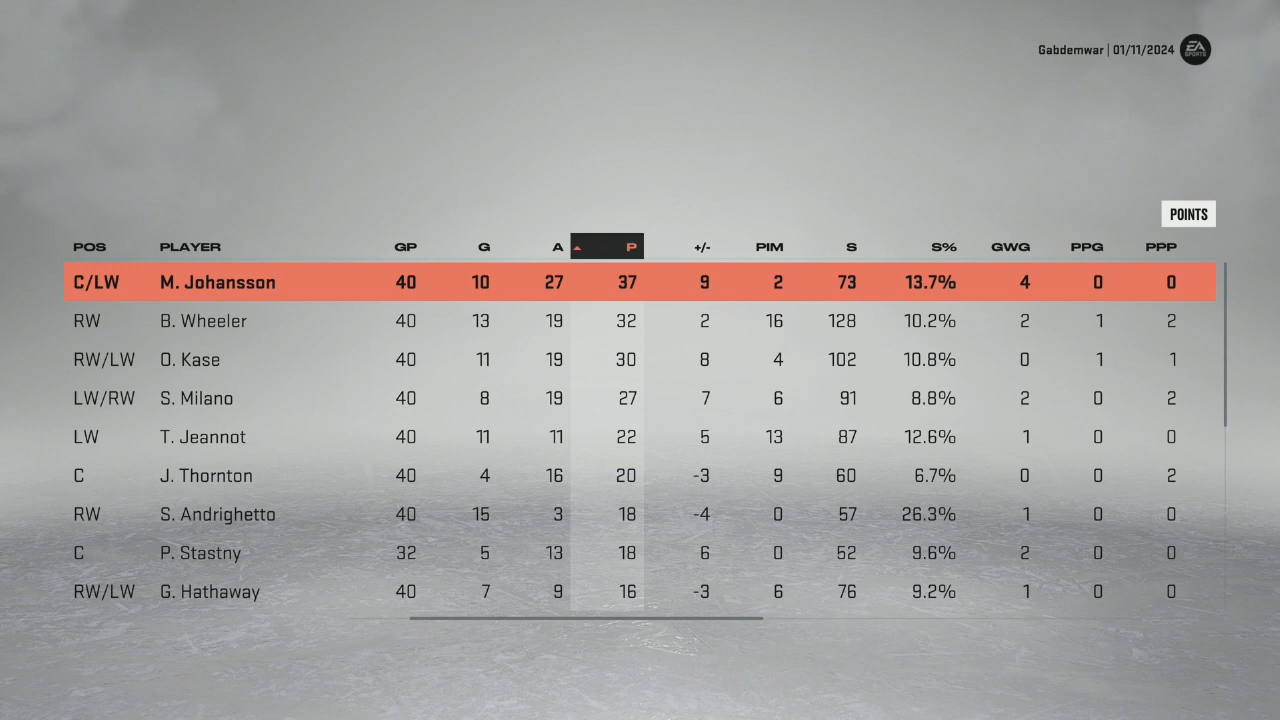 Gabdemwar | 01/11/2024 EA SPORTS
POINTS
POS PLAYER GP G A P +/- PIM S S% GWG PPG PPP
C/LW M. Johansson 40 10 27 37 9 2 73 13.7% 4 0 0
RW B. Wheeler 40 13 19 32 2 16 128 10.2% 2 1 2
RW/LW O. Kase 40 11 19 30 8 4 102 10.8% 0 1 1
LW/RW S. Milano 40 8 19 27 7 6 91 8.8% 2 0 2
LW T. Jeannot 40 11 11 22 5 13 87 12.6% 1 0 0
C J. Thornton 40 4 16 20 -3 9 60 6.7% 0 0 2
RW S. Andrighetto 40 15 3 18 -4 0 57 26.3% 1 0 0
C P. Stastny 32 5 13 18 6 0 52 9.6% 2 0 0
RW/LW G. Hathaway 40 7 9 16 -3 6 76 9.2% 1 0 0